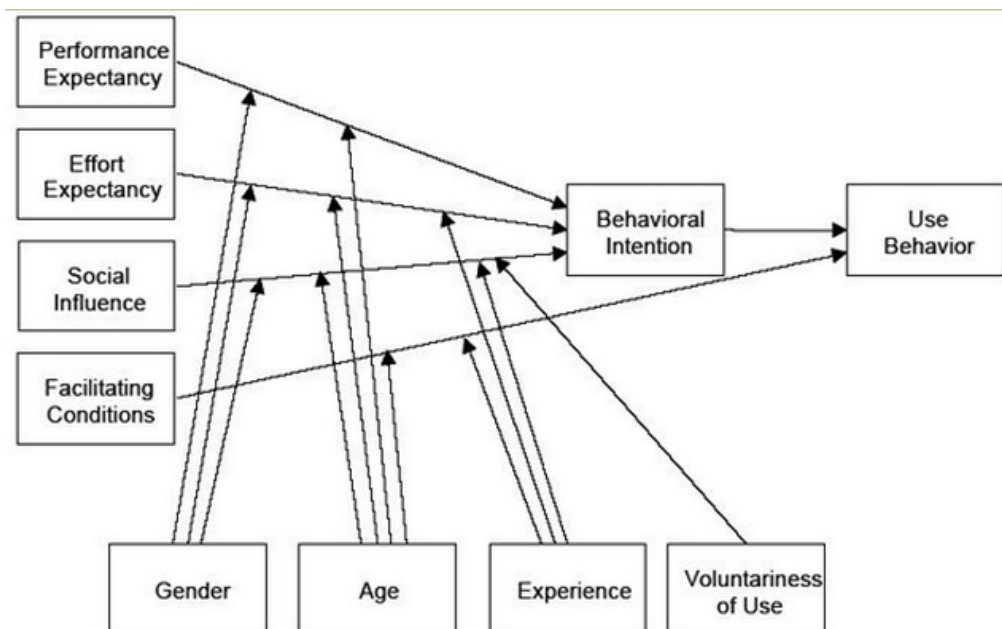 Performance
Expectancy
Effort
Expectancy
Social
Influence
Facilitating
Conditions
Behavioral
Intention
Use
Behavior
Gender
Age
Experience
Voluntariness
of Use